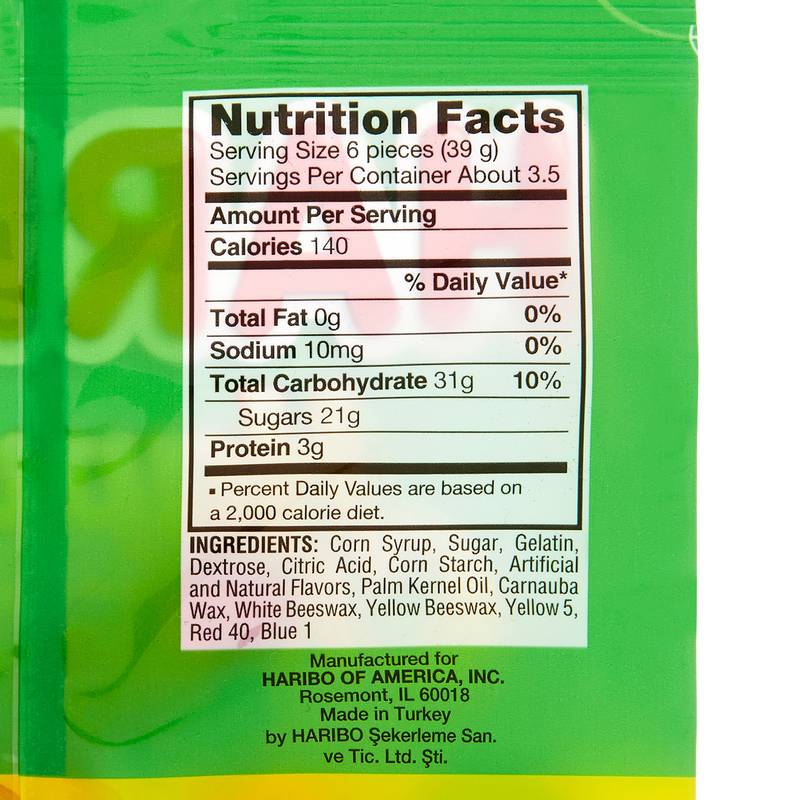 Nutrition Facts
Serving Size 6 pieces (39 g)
Servings Per Container About 3.5
Amount Per Serving
Calories 140
% Daily Value*
Total Fat 0g 0%
Sodium 10mg 0%
Total Carbohydrate 31g 10%
Sugars 21g
Protein 3g
▪ Percent Daily Values are based on
a 2,000 calorie diet.
INGREDIENTS: Corn Syrup, Sugar, Gelatin,
Dextrose, Citric Acid, Corn Starch, Artificial
and Natural Flavors, Palm Kernel Oil, Carnauba
Wax, White Beeswax, Yellow Beeswax, Yellow 5,
Red 40, Blue 1
Manufactured for
HARIBO OF AMERICA, INC.
Rosemont, IL 60018
Made in Turkey
by HARIBO Şekerleme San.
ve Tic. Ltd. Şti.